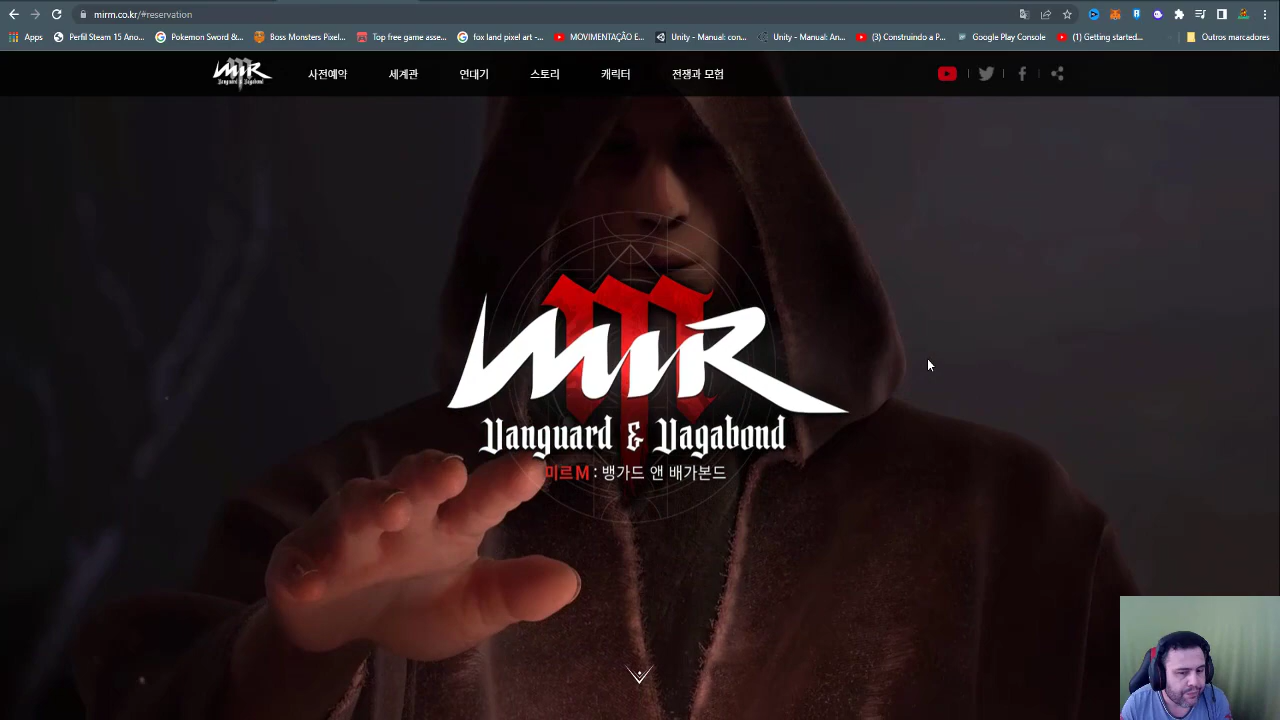 mirm.co.kr/#reservation
Apps
Perfil Steam 15 Ano...
Pokemon Sword &...
Boss Monsters Pixel...
Top free game asse...
fox land pixel art -...
MOVIMENTAÇÃO E...
Unity - Manual: con...
Unity - Manual: An...
(3) Construindo a P...
Google Play Console
(1) Getting started...
Outros marcadores
MIR
사전예약
세계관
연대기
스토리
캐릭터
전쟁과 모험
m
MIR
Vanguard & Vagabond
미르M : 뱅가드 앤 배가본드